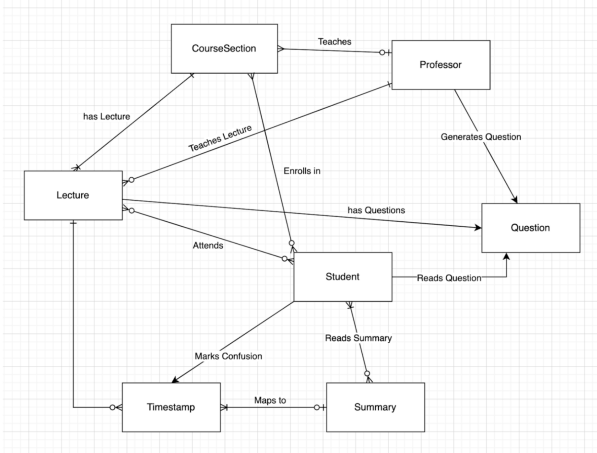 CourseSection
Teaches
Professor
has Lecture
Teaches Lecture
Generates Question
Enrolls in
Lecture
has Questions
Question
Attends
Student
Reads Question
Reads Summary
Marks Confusion
Timestamp
Maps to
Summary